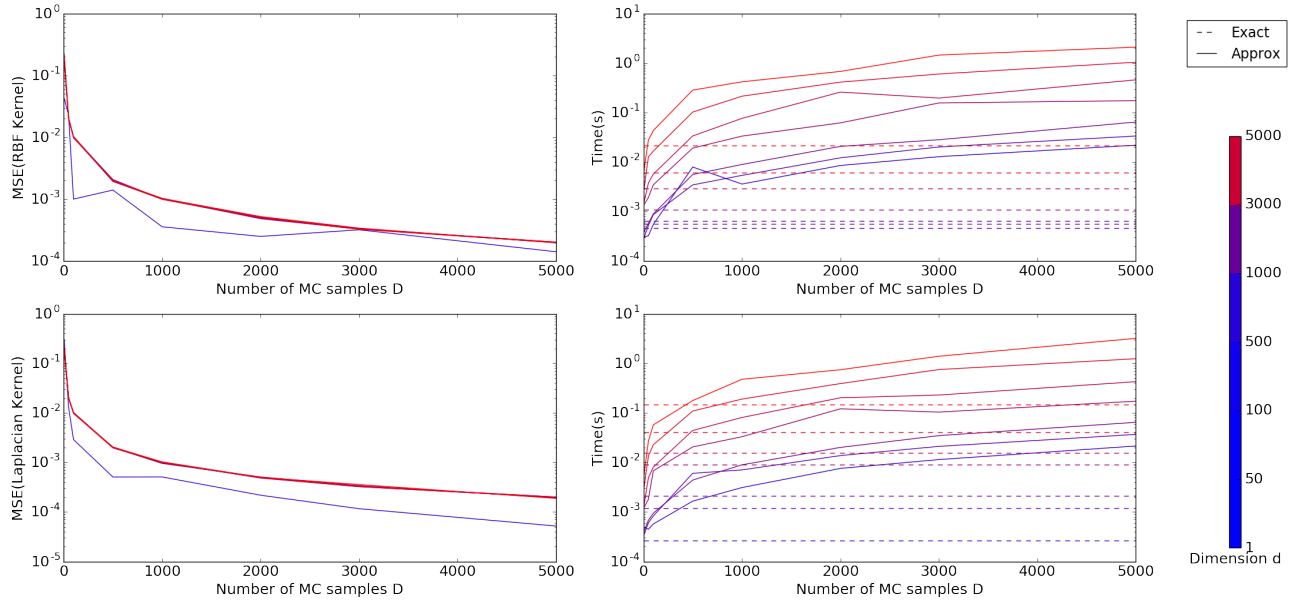 10^0
10^-1
10^-2
10^-3
10^-4
MSE(RBF Kernel)
0 1000 2000 3000 4000 5000
Number of MC samples D
10^1
10^0
10^-1
10^-2
10^-3
10^-4
Time(s)
0 1000 2000 3000 4000 5000
Number of MC samples D
Exact
Approx
10^0
10^-1
10^-2
10^-3
10^-4
10^-5
MSE(Laplacian Kernel)
0 1000 2000 3000 4000 5000
Number of MC samples D
10^1
10^0
10^-1
10^-2
10^-3
10^-4
Time(s)
0 1000 2000 3000 4000 5000
Number of MC samples D
5000
3000
1000
500
100
50
1
Dimension d